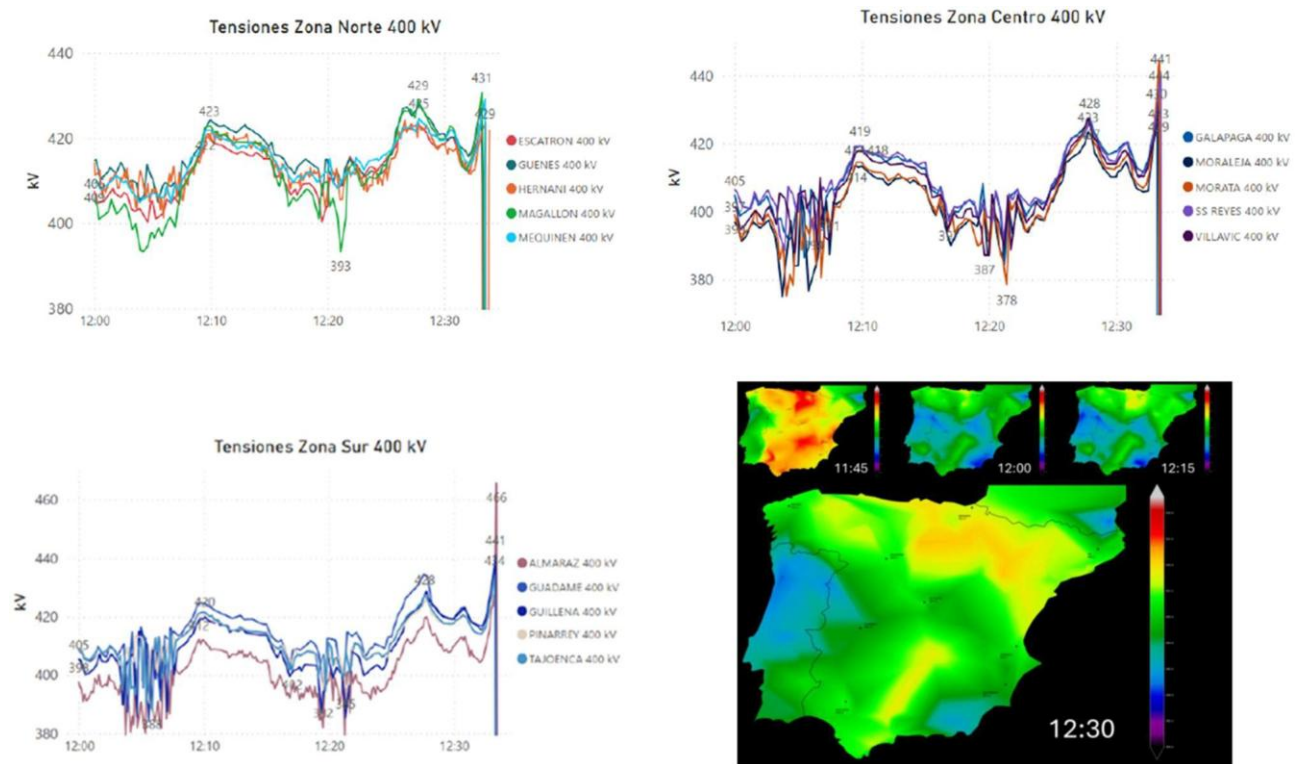 Tensiones Zona Norte 400 kV
440
420
400
380
kV
423
429
431
429
393
12:00
12:10
12:20
12:30
ESCATRON 400 kV
GUENES 400 kV
HERNANI 400 kV
MAGALLON 400 kV
MEQUINEN 400 kV
Tensiones Zona Centro 400 kV
440
420
400
380
kV
405
419
418
387
378
428
423
441
12:00
12:10
12:20
12:30
GALAPAGA 400 kV
MORALEJA 400 kV
MORATA 400 kV
SS REYES 400 kV
VILLAVIC 400 kV
Tensiones Zona Sur 400 kV
460
440
420
400
380
kV
405
420
428
466
441
12:00
12:10
12:20
12:30
ALMARAZ 400 kV
GUADAME 400 kV
GUILLENA 400 kV
PINARREY 400 kV
TAJOENCA 400 kV
11:45
12:00
12:15
12:30